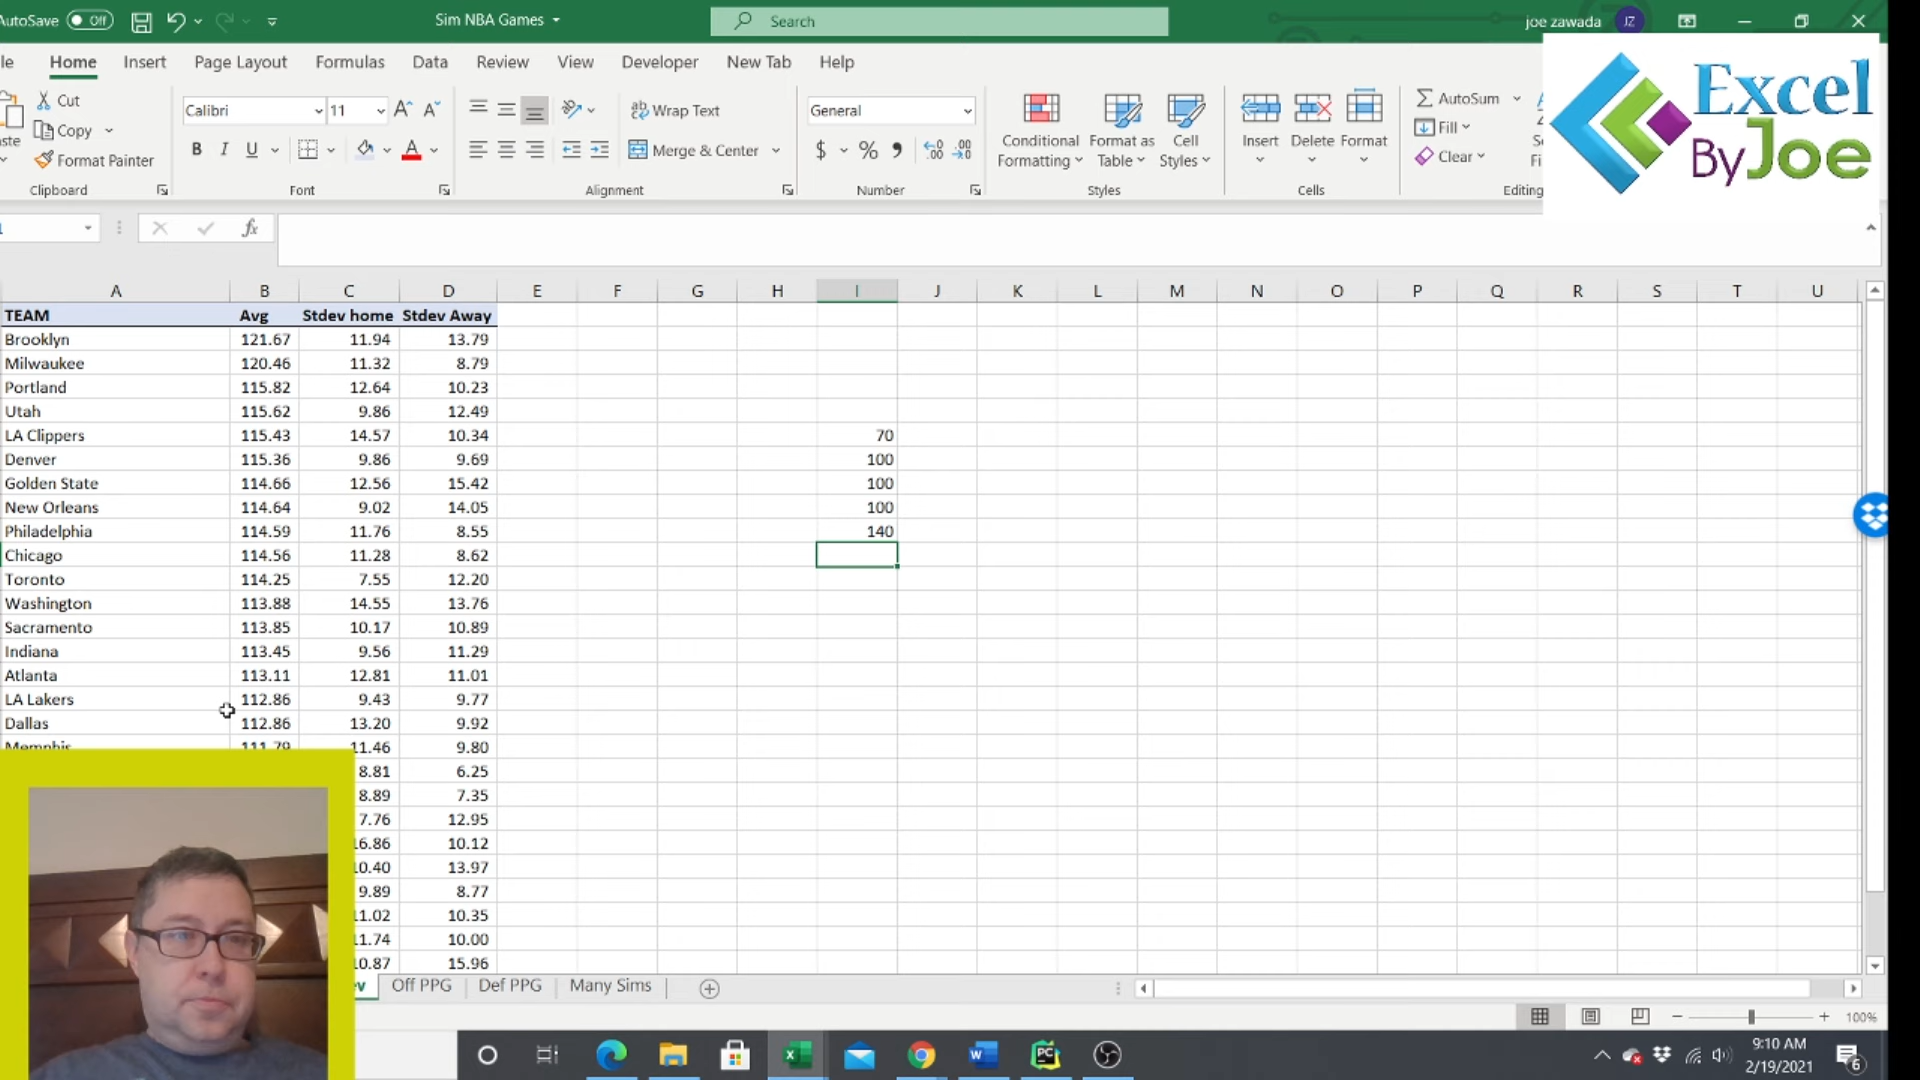 AutoSave Off Sim NBA Games Search joe zawada JZ
le Home Insert Page Layout Formulas Data Review View Developer New Tab Help
Cut Calibri 11 Wrap Text General AutoSum
Copy Conditional Formatting Format as Table Cell Styles Insert Delete Format Fill
Format Painter B I U A Merge & Center $ % Clear
Clipboard Font Alignment Number Styles Cells Editing
Excel
ByJoe
fx
A B C D E F G H I J K L M N O P Q R S T U
TEAM Avg Stdev home Stdev Away
Brooklyn 121.67 11.94 13.79
Milwaukee 120.46 11.32 8.79
Portland 115.82 12.64 10.23
Utah 115.62 9.86 12.49
LA Clippers 115.43 14.57 10.34 70
Denver 115.36 9.86 9.69 100
Golden State 114.66 12.56 15.42 100
New Orleans 114.64 9.02 14.05 100
Philadelphia 114.59 11.76 8.55 140
Chicago 114.56 11.28 8.62
Toronto 114.25 7.55 12.20
Washington 113.88 14.55 13.76
Sacramento 113.85 10.17 10.89
Indiana 113.45 9.56 11.29
Atlanta 113.11 12.81 11.01
LA Lakers 112.86 9.43 9.77
Dallas 112.86 13.20 9.92
Memphis 111.79 11.46 9.80
8.81 6.25
8.89 7.35
7.76 12.95
16.86 10.12
10.40 13.97
9.89 8.77
11.02 10.35
11.74 10.00
10.87 15.96
Off PPG Def PPG Many Sims
100%
9:10 AM
2/19/2021
6